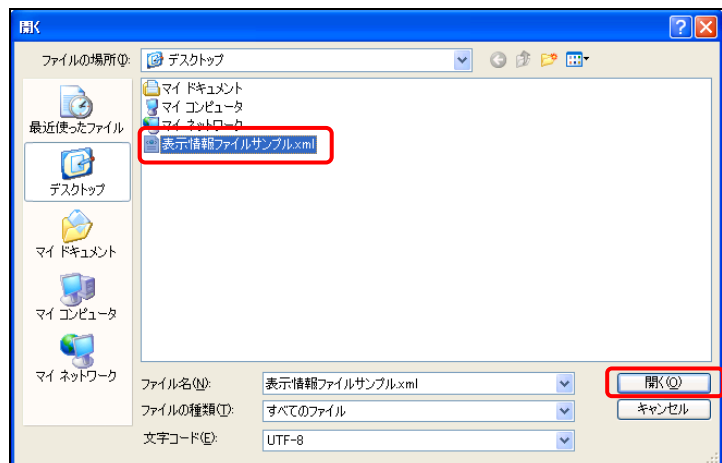 開く
ファイルの場所(I):
デスクトップ
最近使ったファイル
デスクトップ
マイ ドキュメント
マイ コンピュータ
マイ ネットワーク
マイ ドキュメント
マイ コンピュータ
マイ ネットワーク
表示情報ファイルサンプル.xml
ファイル名(N):
表示情報ファイルサンプル.xml
開く(O)
ファイルの種類(T):
すべてのファイル
キャンセル
文字コード(E):
UTF-8